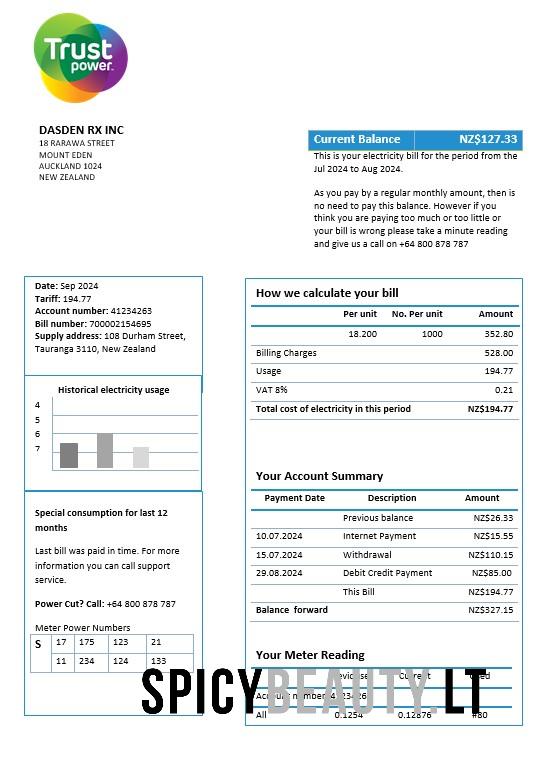 Trust
power.
DASDEN RX INC
18 RARAWA STREET
MOUNT EDEN
AUCKLAND 1024
NEW ZEALAND
Current Balance NZ$127.33
This is your electricity bill for the period from the
Jul 2024 to Aug 2024.
As you pay by a regular monthly amount, then is
no need to pay this balance. However if you
think you are paying too much or too little or
your bill is wrong please take a minute reading
and give us a call on +64 800 878 787
Date: Sep 2024
Tariff: 194.77
Account number: 41234263
Bill number: 700002154695
Supply address: 108 Durham Street,
Tauranga 3110, New Zealand
Historical electricity usage
4
5
6
7
Special consumption for last 12
months
Last bill was paid in time. For more
information you can call support
service.
Power Cut? Call: +64 800 878 787
Meter Power Numbers
S 17 175 123 21
11 234 124 133
How we calculate your bill
Per unit No. Per unit Amount
18.200 1000 352.80
Billing Charges 528.00
Usage 194.77
VAT 8% 0.21
Total cost of electricity in this period NZ$194.77
Your Account Summary
Payment Date Description Amount
Previous balance NZ$26.33
10.07.2024 Internet Payment NZ$15.55
15.07.2024 Withdrawal NZ$110.15
29.08.2024 Debit Credit Payment NZ$85.00
This Bill NZ$194.77
Balance forward NZ$327.15
Your Meter Reading
Current
Account number
All 0.1254 0.12876 #80
SPICYBEAUTY.LT